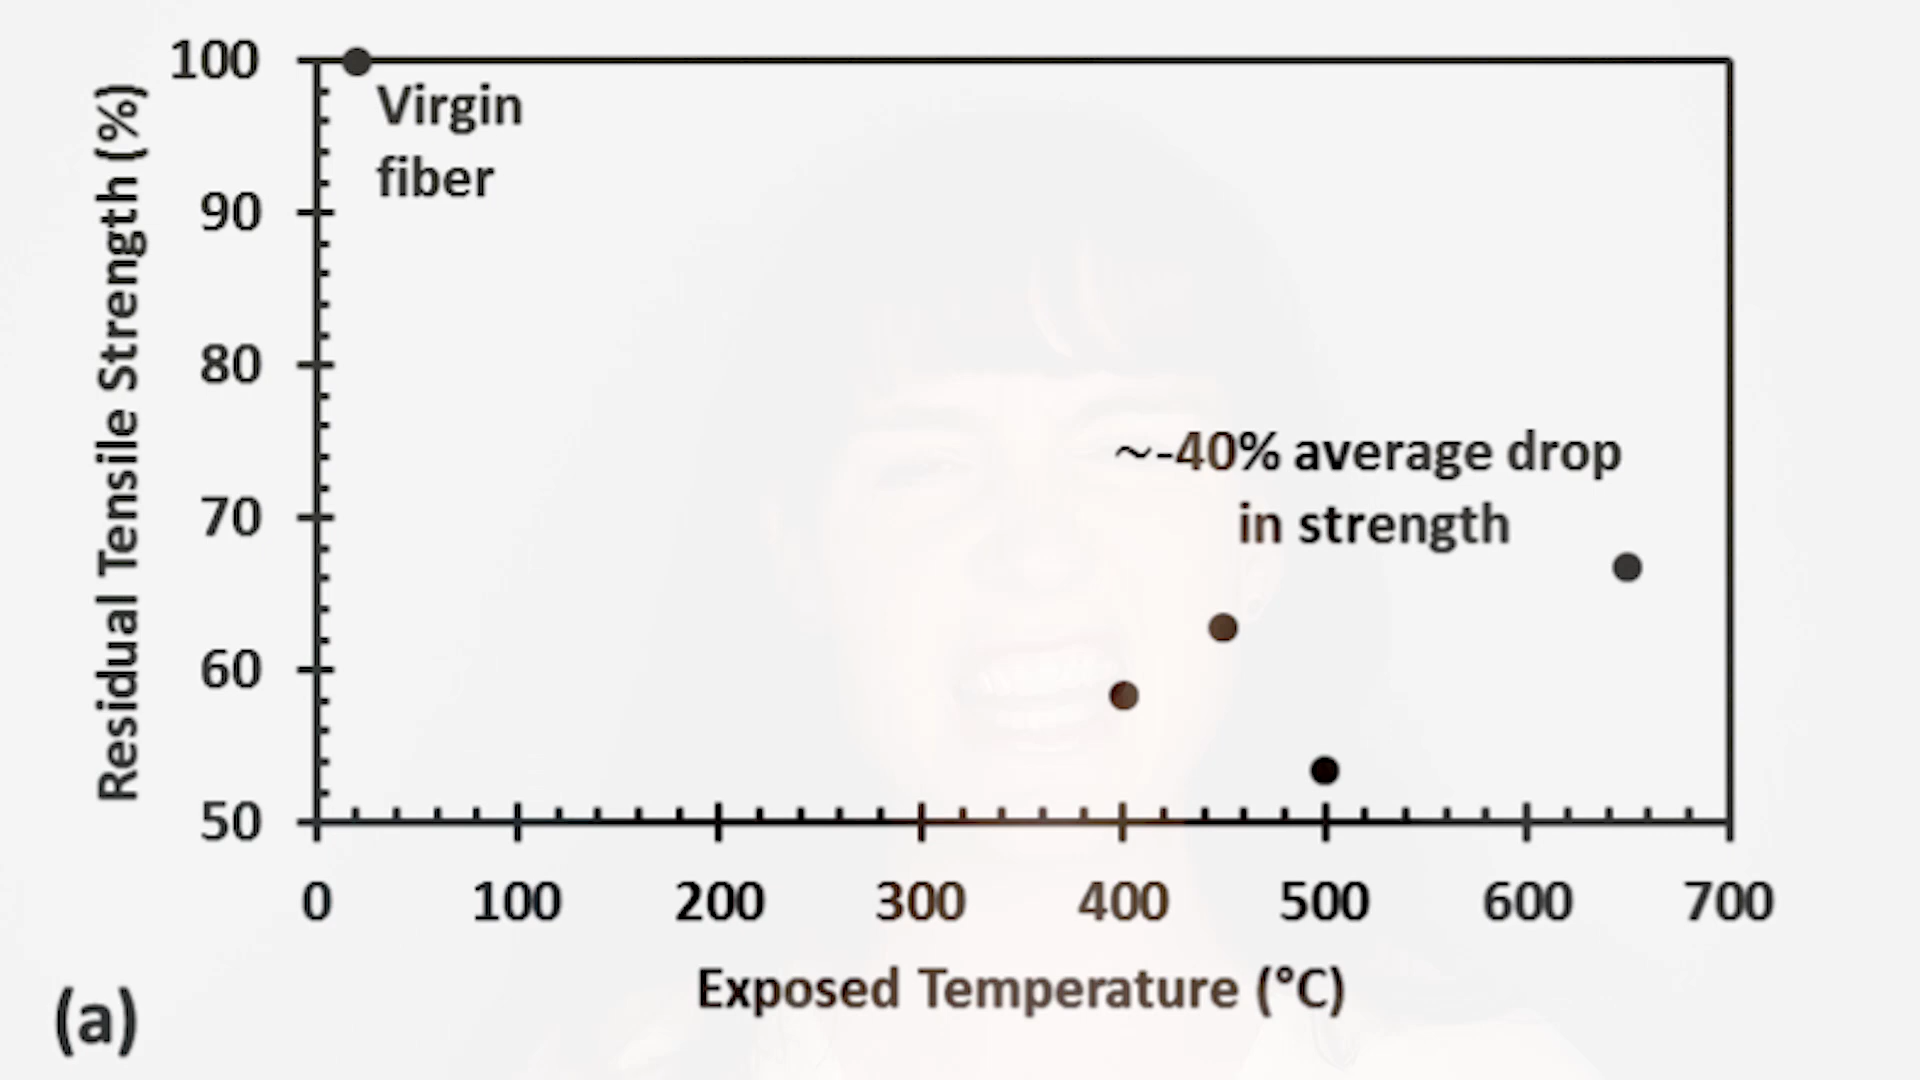 100
Virgin
fiber
90
80
70
60
50
Residual Tensile Strength (%)
~-40% average drop
in strength
0 100 200 300 400 500 600 700
Exposed Temperature (°C)
(a)